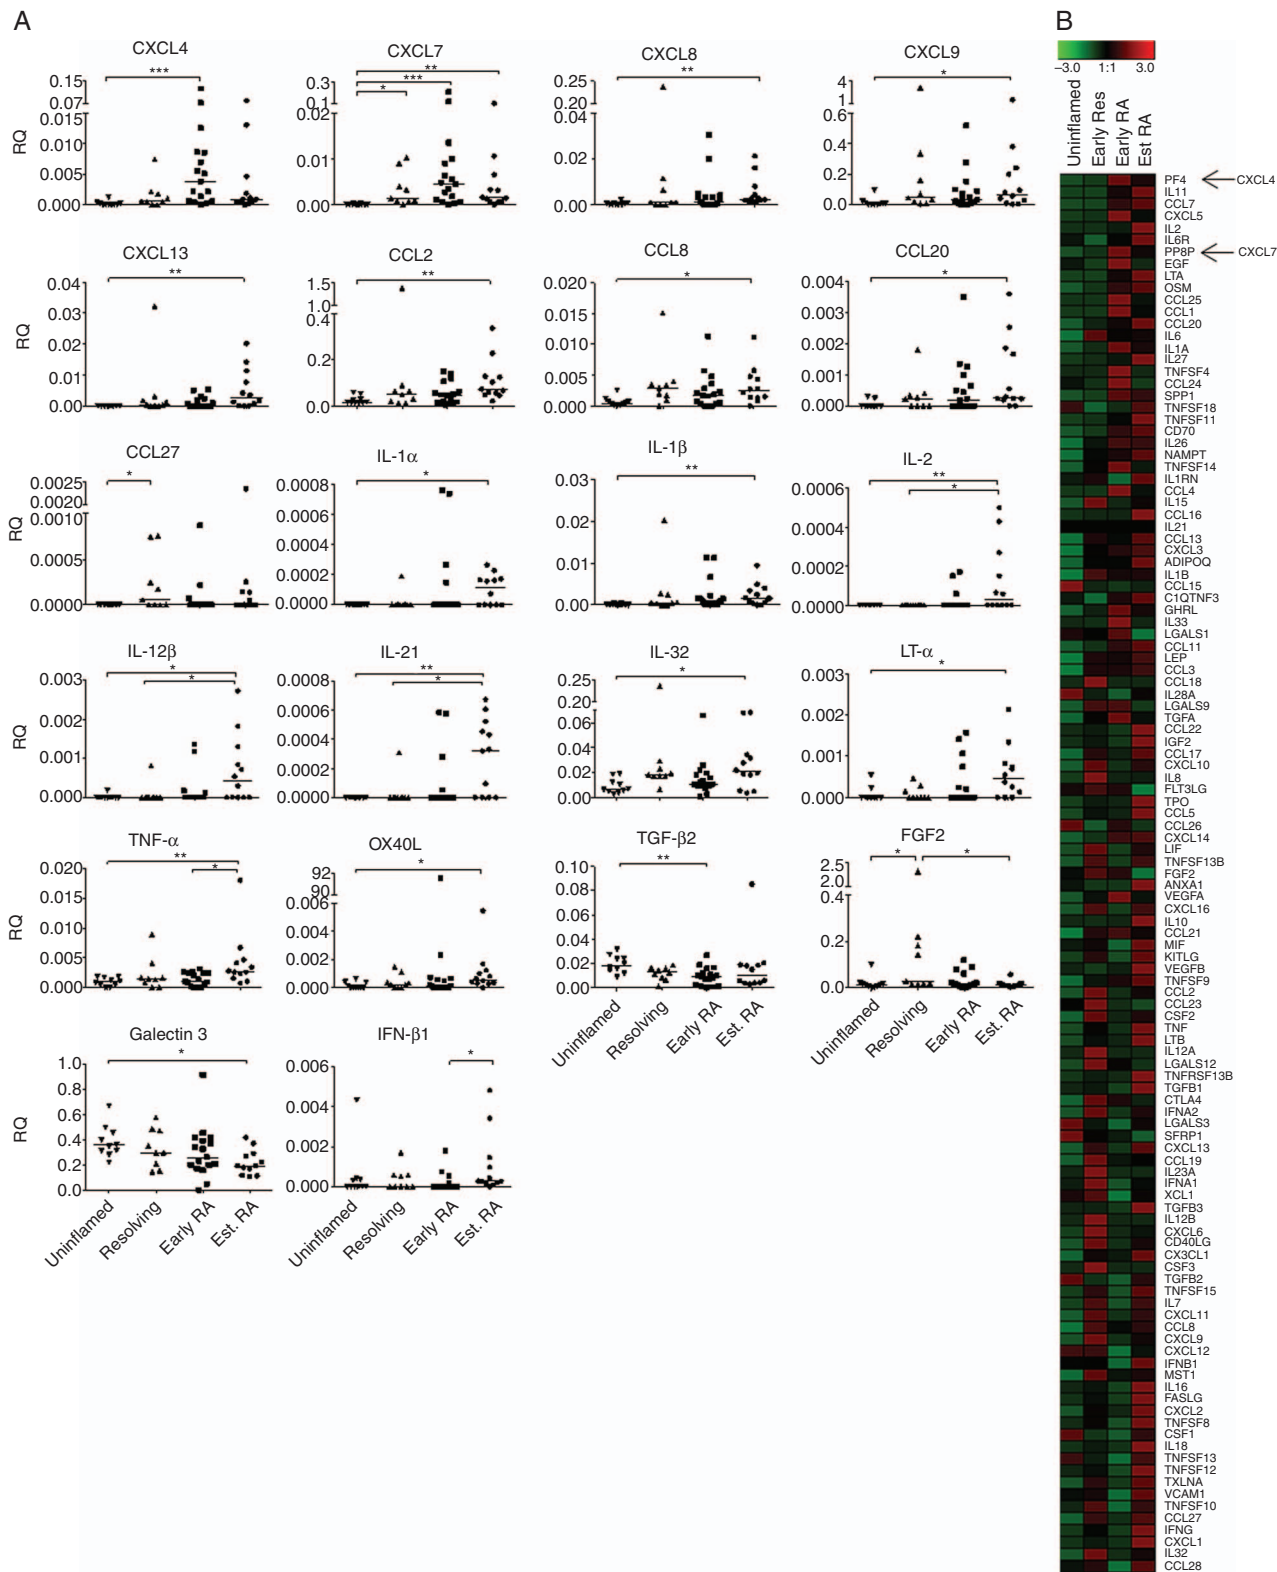 A
B
CXCL4
CXCL7
CXCL8
CXCL9
*** 
** *** *
**
*
RQ
0.15 0.07 0.015 0.010 0.005 0.000
0.3 0.1 0.02 0.01 0.00
0.25 0.20 0.04 0.02 0.00
4 1 0.6 0.4 0.2 0.0
CXCL13
CCL2
CCL8
CCL20
** ** * *
RQ
0.04 0.03 0.02 0.01 0.00
1.5 1.0 0.4 0.2 0.0
0.020 0.015 0.010 0.005 0.000
0.004 0.003 0.002 0.001 0.000
CCL27
IL-1α
IL-1β
IL-2
* * ** ** *
RQ
0.0025 0.0020 0.0010 0.0005 0.0000
0.0008 0.0006 0.0004 0.0002 0.0000
0.03 0.02 0.01 0.00
0.0006 0.0004 0.0002 0.0000
IL-12β
IL-21
IL-32
LT-α
* * ** * * *
RQ
0.003 0.002 0.001 0.000
0.0008 0.0006 0.0004 0.0002 0.0000
0.25 0.20 0.06 0.04 0.02 0.00
0.003 0.002 0.001 0.000
TNF-α
OX40L
TGF-β2
FGF2
** * * ** * *
RQ
0.020 0.015 0.010 0.005 0.000
92 90 0.006 0.004 0.002 0.000
0.10 0.08 0.06 0.04 0.02 0.00
2.5 2.0 0.4 0.2 0.0
Uninflamed Resolving Early RA Est. RA
Uninflamed Resolving Early RA Est. RA
Galectin 3
IFN-β1
* *
RQ
1.0 0.8 0.6 0.4 0.2 0.0
0.006 0.004 0.002 0.000
Uninflamed Resolving Early RA Est. RA
Uninflamed Resolving Early RA Est. RA
−3.0 1:1 3.0
Uninflamed
Early Res
Early RA
Est RA
PF4 CXCL4
IL11
CCL7
CXCL5
IL2
IL6R
PP8P CXCL7
EGF
LTA
OSM
CCL25
CCL1
CCL20
IL6
IL1A
IL27
TNFSF4
CCL24
SPP1
TNFSF18
TNFSF11
CD70
IL26
NAMPT
TNFSF14
IL1RN
CCL4
IL15
CCL16
IL21
CCL13
CXCL3
ADIPOQ
IL1B
CCL15
C1QTNF3
GHRL
IL33
LGALS1
CCL11
LEP
CCL3
CCL18
IL28A
LGALS9
TGFA
CCL22
IGF2
CCL17
CXCL10
IL8
FLT3LG
TPO
CCL5
CCL26
CXCL14
LIF
TNFSF13B
FGF2
ANXA1
VEGFA
CXCL16
IL10
CCL21
MIF
KITLG
VEGFB
TNFSF9
CCL2
CCL23
CSF2
TNF
LTB
IL12A
LGALS12
TNFRSF13B
TGFB1
CTLA4
IFNA2
LGALS3
SFRP1
CXCL13
CCL19
IL23A
IFNA1
XCL1
TGFB3
IL12B
CXCL6
CD40LG
CX3CL1
CSF3
TGFB2
TNFSF15
IL7
CXCL11
CCL8
CXCL9
CXCL12
IFNB1
MST1
IL16
FASLG
CXCL2
TNFSF8
CSF1
IL18
TNFSF13
TNFSF12
TXLNA
VCAM1
TNFSF10
CCL27
IFNG
CXCL1
IL32
CCL28